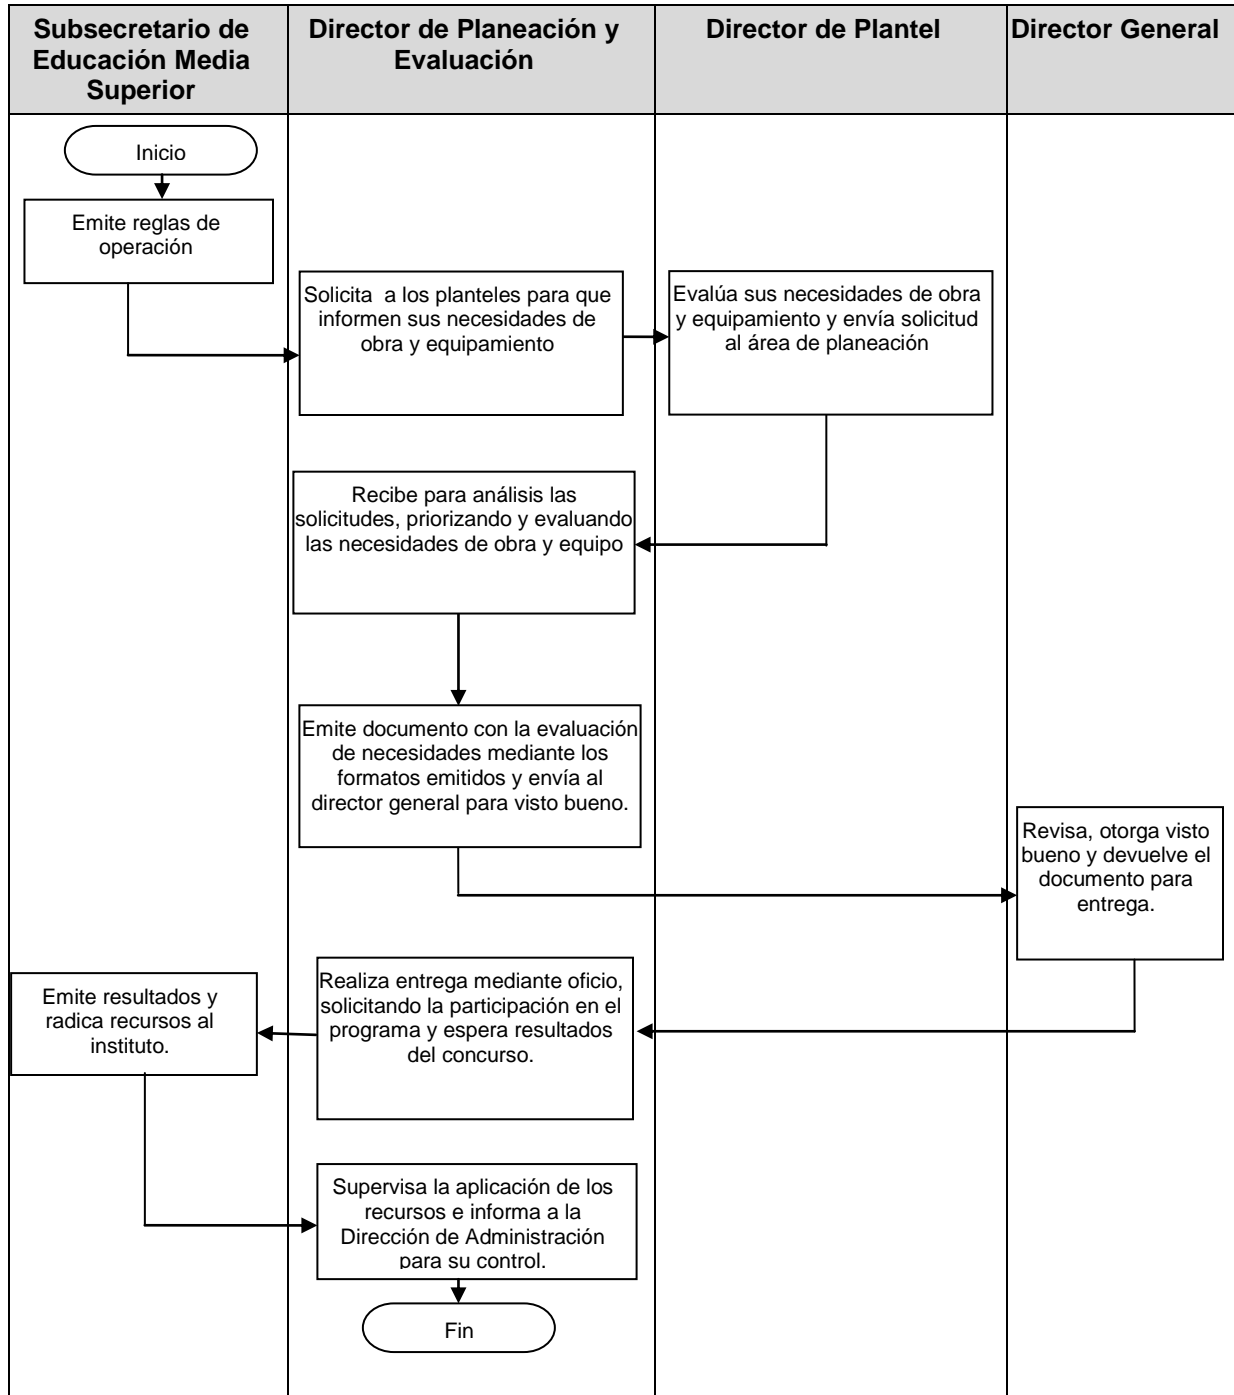 Subsecretario de
Educación Media
Superior
Director de Planeación y
Evaluación
Director de Plantel
Director General
Inicio
Emite reglas de
operación
Solicita a los planteles para que
informen sus necesidades de
obra y equipamiento
Evalúa sus necesidades de obra
y equipamiento y envía solicitud
al área de planeación
Recibe para análisis las
solicitudes, priorizando y evaluando
las necesidades de obra y equipo
Emite documento con la evaluación
de necesidades mediante los
formatos emitidos y envía al
director general para visto bueno.
Revisa, otorga visto
bueno y devuelve el
documento para
entrega.
Realiza entrega mediante oficio,
solicitando la participación en el
programa y espera resultados
del concurso.
Emite resultados y
radica recursos al
instituto.
Supervisa la aplicación de los
recursos e informa a la
Dirección de Administración
para su control.
Fin